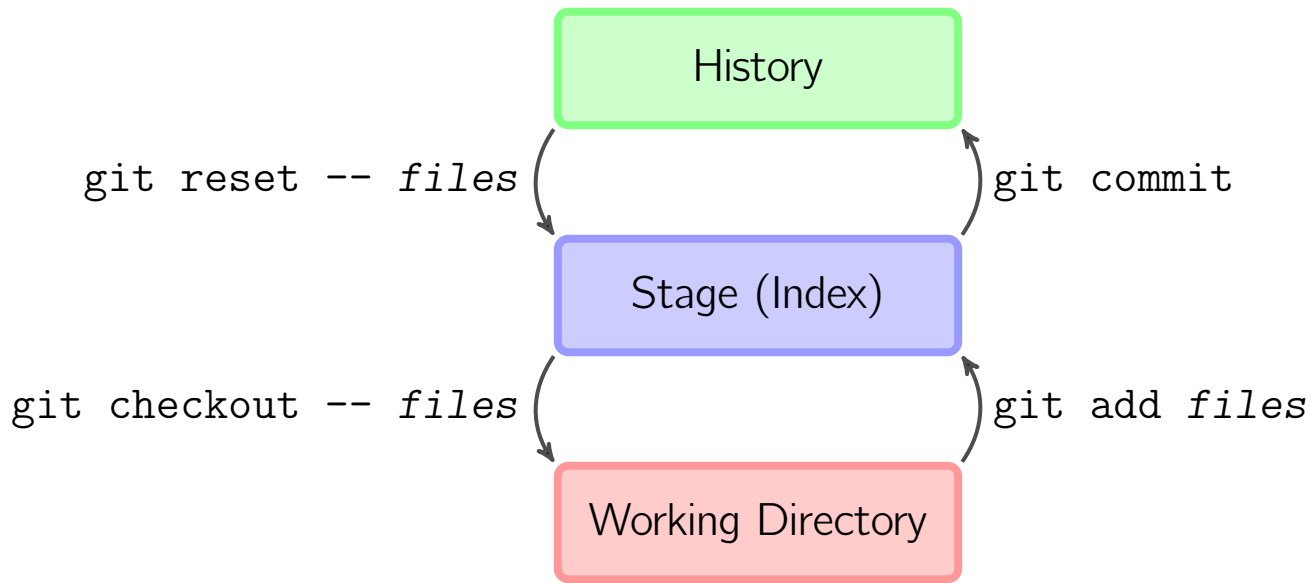 History
git reset -- files
git commit
Stage (Index)
git checkout -- files
git add files
Working Directory